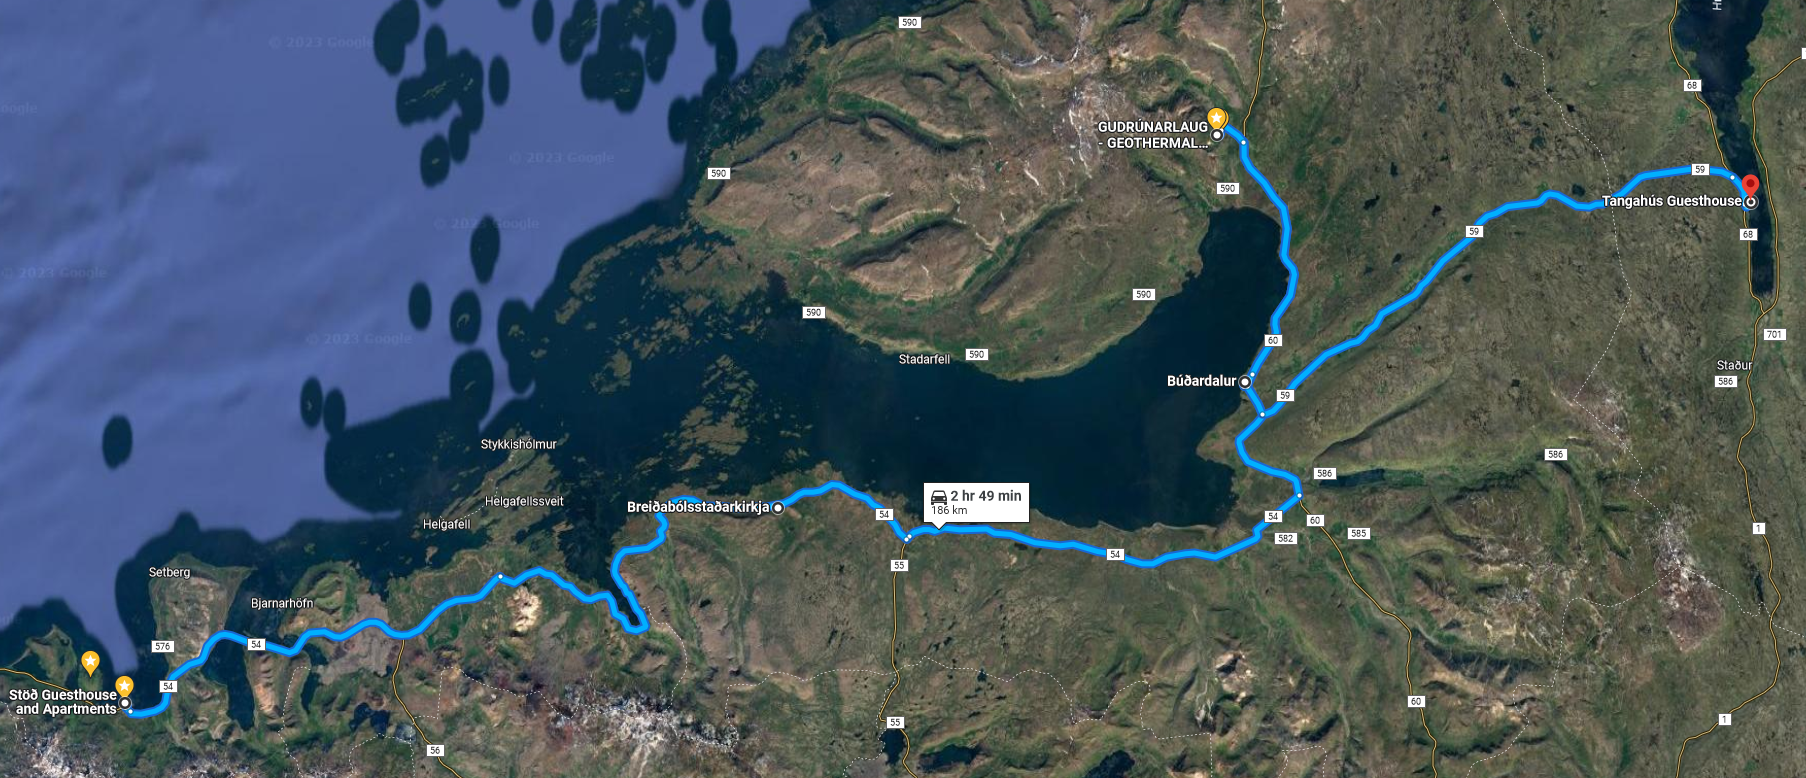 590
© 2023 Google
68
oogle
GUDRÚNARLAUG
- GEOTHERMAL...
© 2023 Google
590
59
590
Tangahús Guesthouse
© 2023 Google
59
68
© 2023 Google
590
590
701
© 2023 Google
60
Stadarfell
590
Staður
Búðardalur
586
59
Stykkishólmur
586
586
Helgafellssveit
2 hr 49 min
186 km
Breiðabólsstaðarkirkja
54
54
60
Helgafell
1
585
582
54
55
Setberg
Bjarnarhöfn
576
54
54
Stöð Guesthouse
and Apartments
60
55
1
56